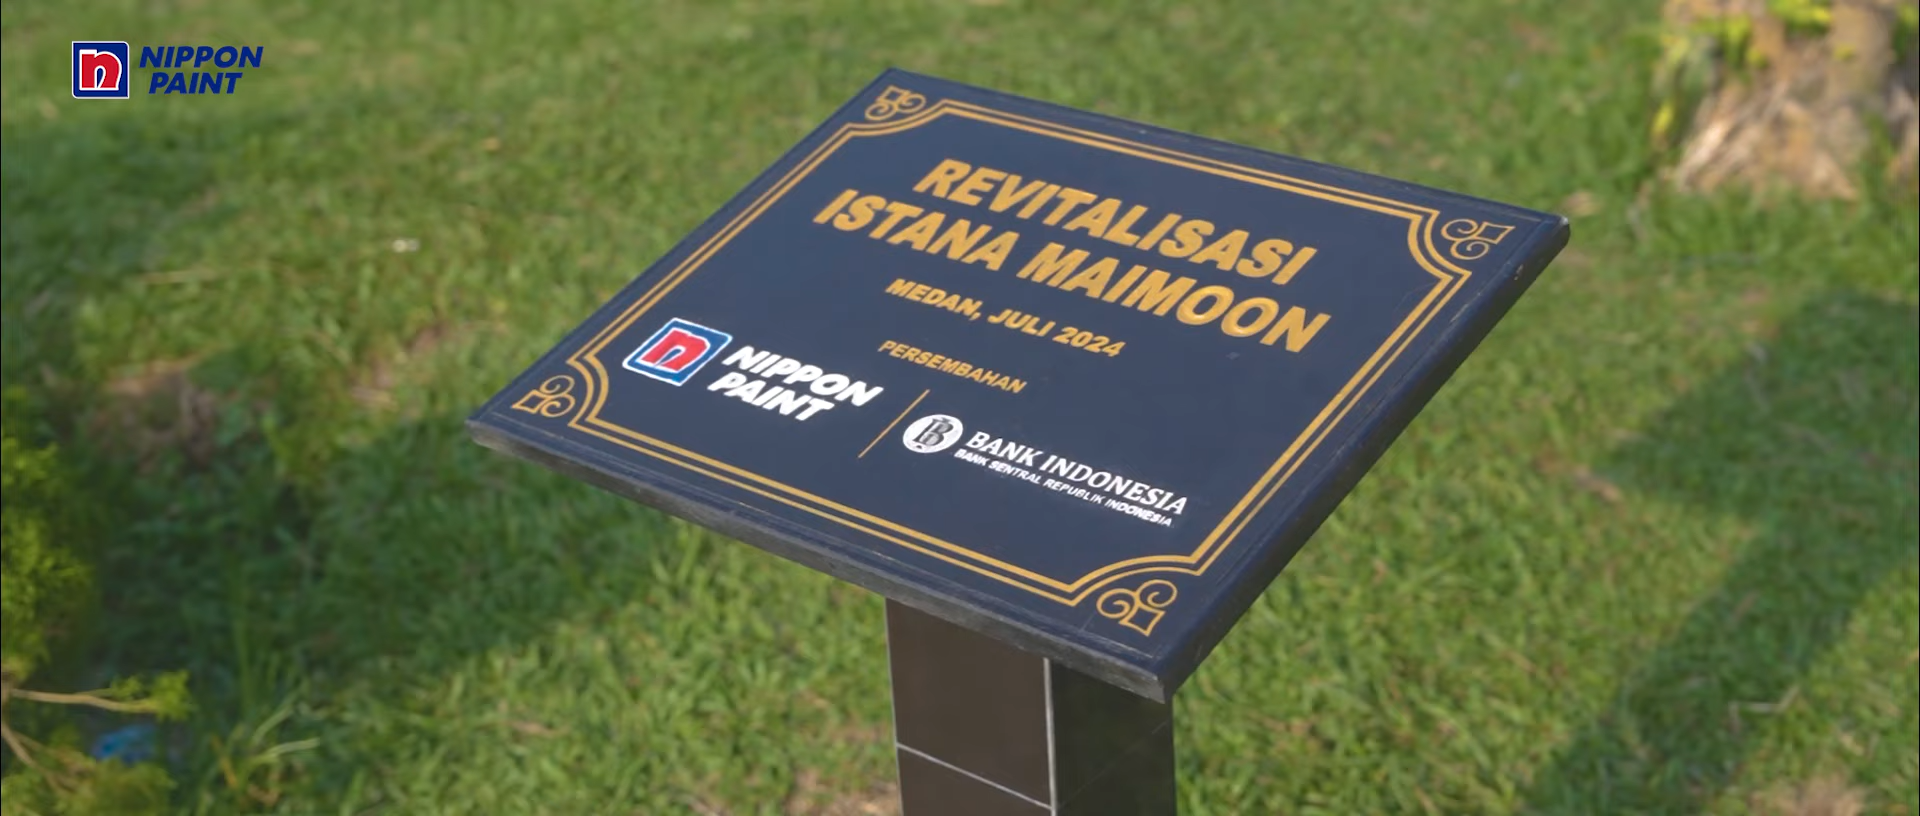 NIPPON
PAINT
REVITALISASI
ISTANA MAIMOON
MEDAN, JULI 2024
PERSEMBAHAN
NIPPON
PAINT
BANK INDONESIA
BANK SENTRAL REPUBLIK INDONESIA